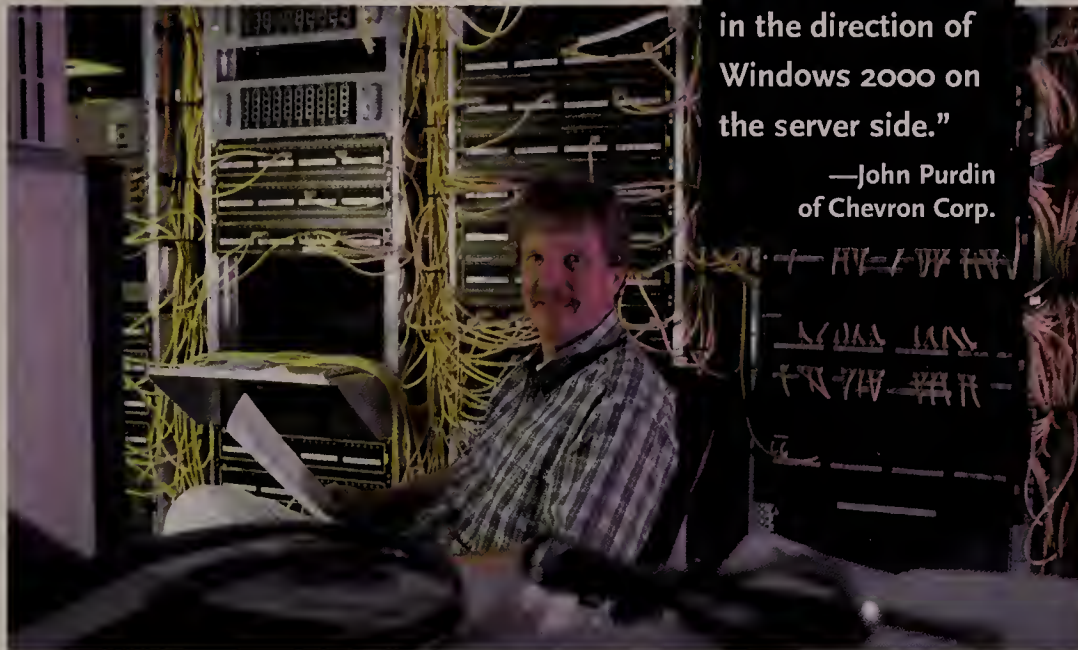 in the direction of
Windows 2000 on
the server side.”
—John Purdin
of Chevron Corp.